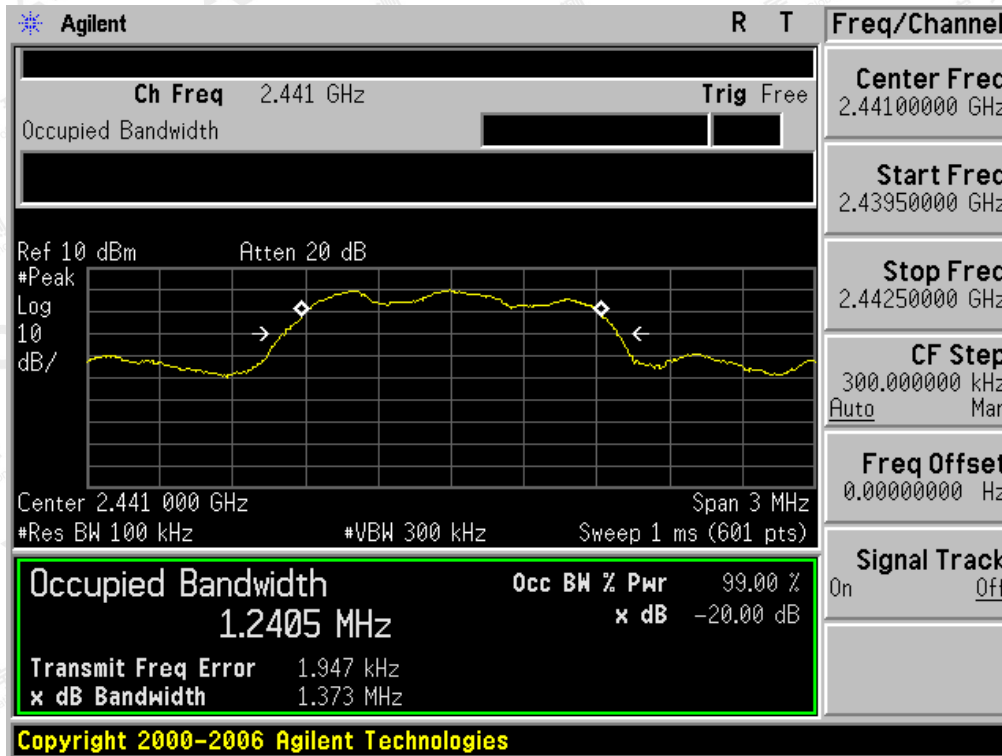 Agilent R T
Ch Freq 2.441 GHz Trig Free
Occupied Bandwidth
Ref 10 dBm Atten 20 dB
#Peak
Log
10
dB/
Center 2.441 000 GHz Span 3 MHz
#Res BW 100 kHz #VBW 300 kHz Sweep 1 ms (601 pts)
Occupied Bandwidth
1.2405 MHz
Occ BW % Pwr 99.00 %
x dB -20.00 dB
Transmit Freq Error 1.947 kHz
x dB Bandwidth 1.373 MHz
Copyright 2000-2006 Agilent Technologies
Freq/Channel
Center Freq
2.44100000 GHz
Start Freq
2.43950000 GHz
Stop Freq
2.44250000 GHz
CF Step
300.000000 kHz
Auto Man
Freq Offset
0.00000000 Hz
Signal Track
On Off